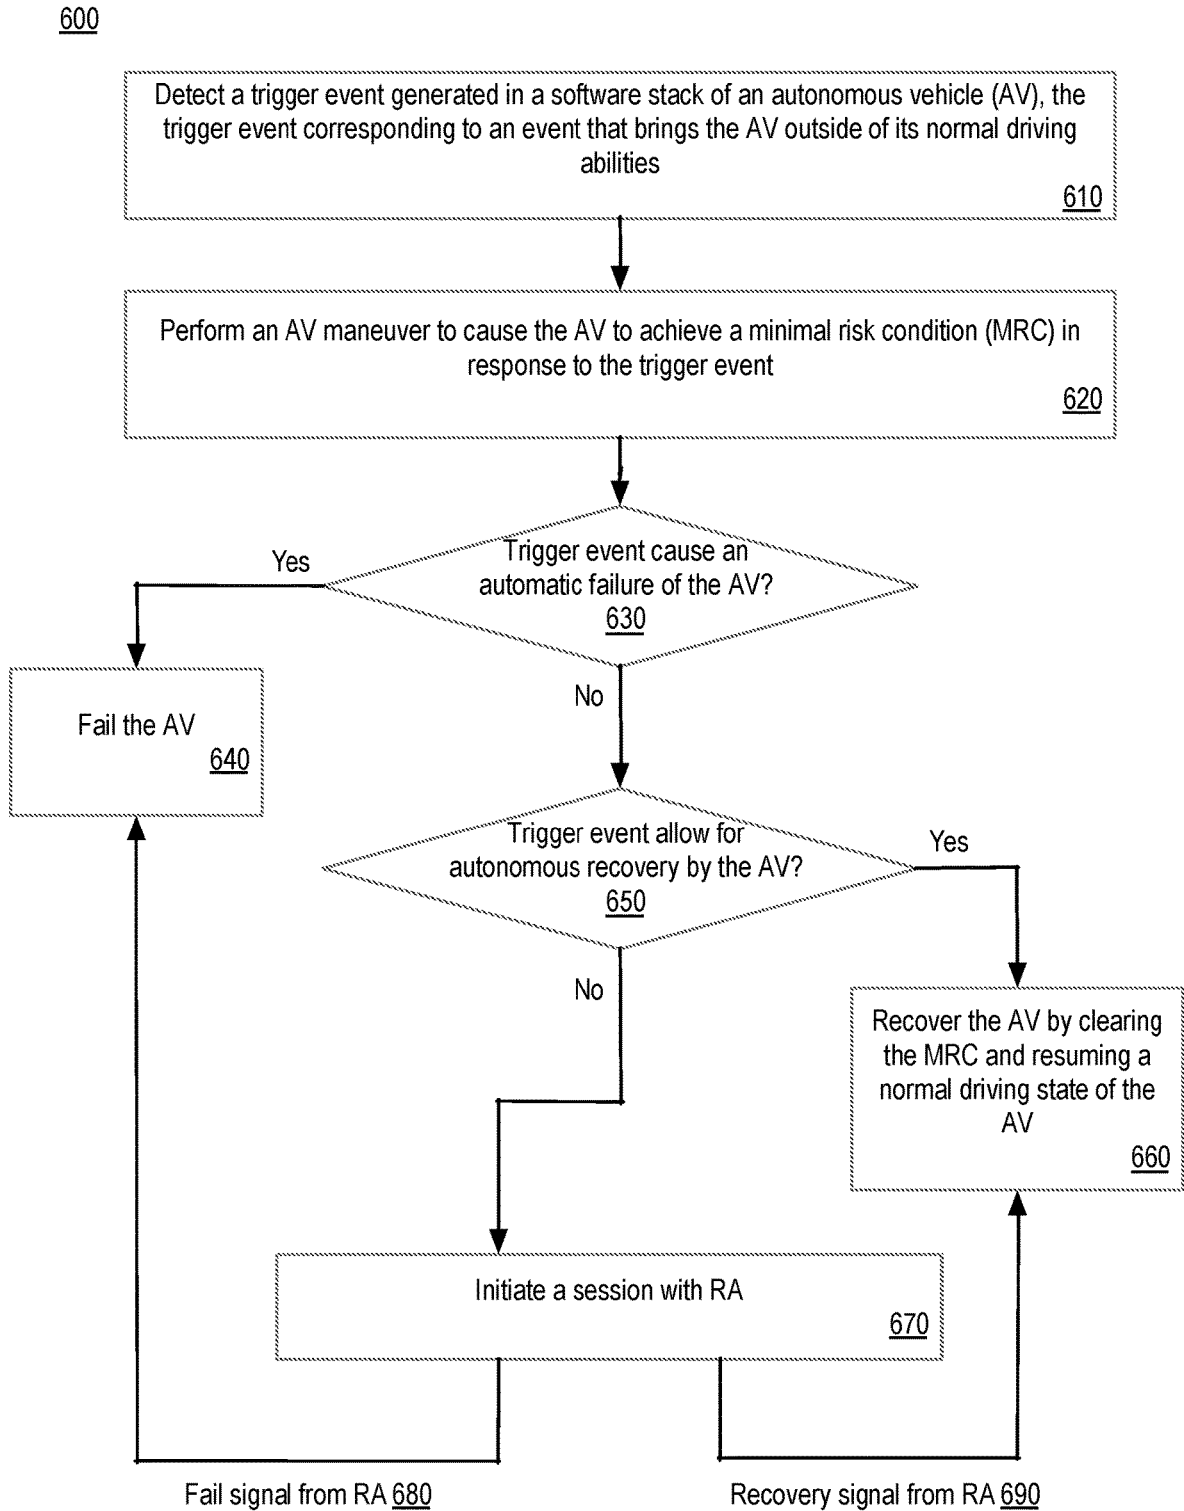 600
Detect a trigger event generated in a software stack of an autonomous vehicle (AV), the
trigger event corresponding to an event that brings the AV outside of its normal driving
abilities
610
Perform an AV maneuver to cause the AV to achieve a minimal risk condition (MRC) in
response to the trigger event
620
Trigger event cause an
automatic failure of the AV?
630
Yes
No
Fail the AV
640
Trigger event allow for
autonomous recovery by the AV?
650
Yes
No
Recover the AV by clearing
the MRC and resuming a
normal driving state of the
AV
660
Initiate a session with RA
670
Fail signal from RA 680
Recovery signal from RA 690